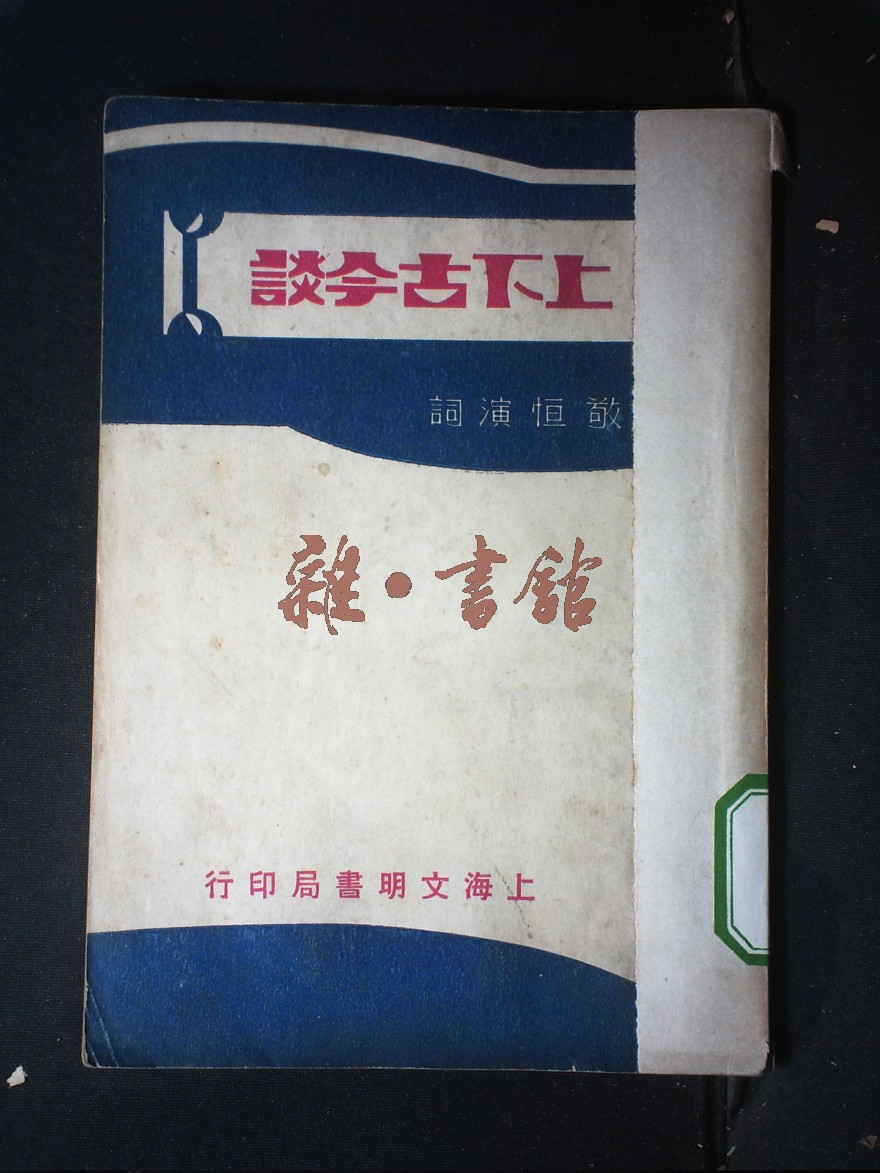 上下古今談
敬恒演詞
雜·書館
上海文明書局印行